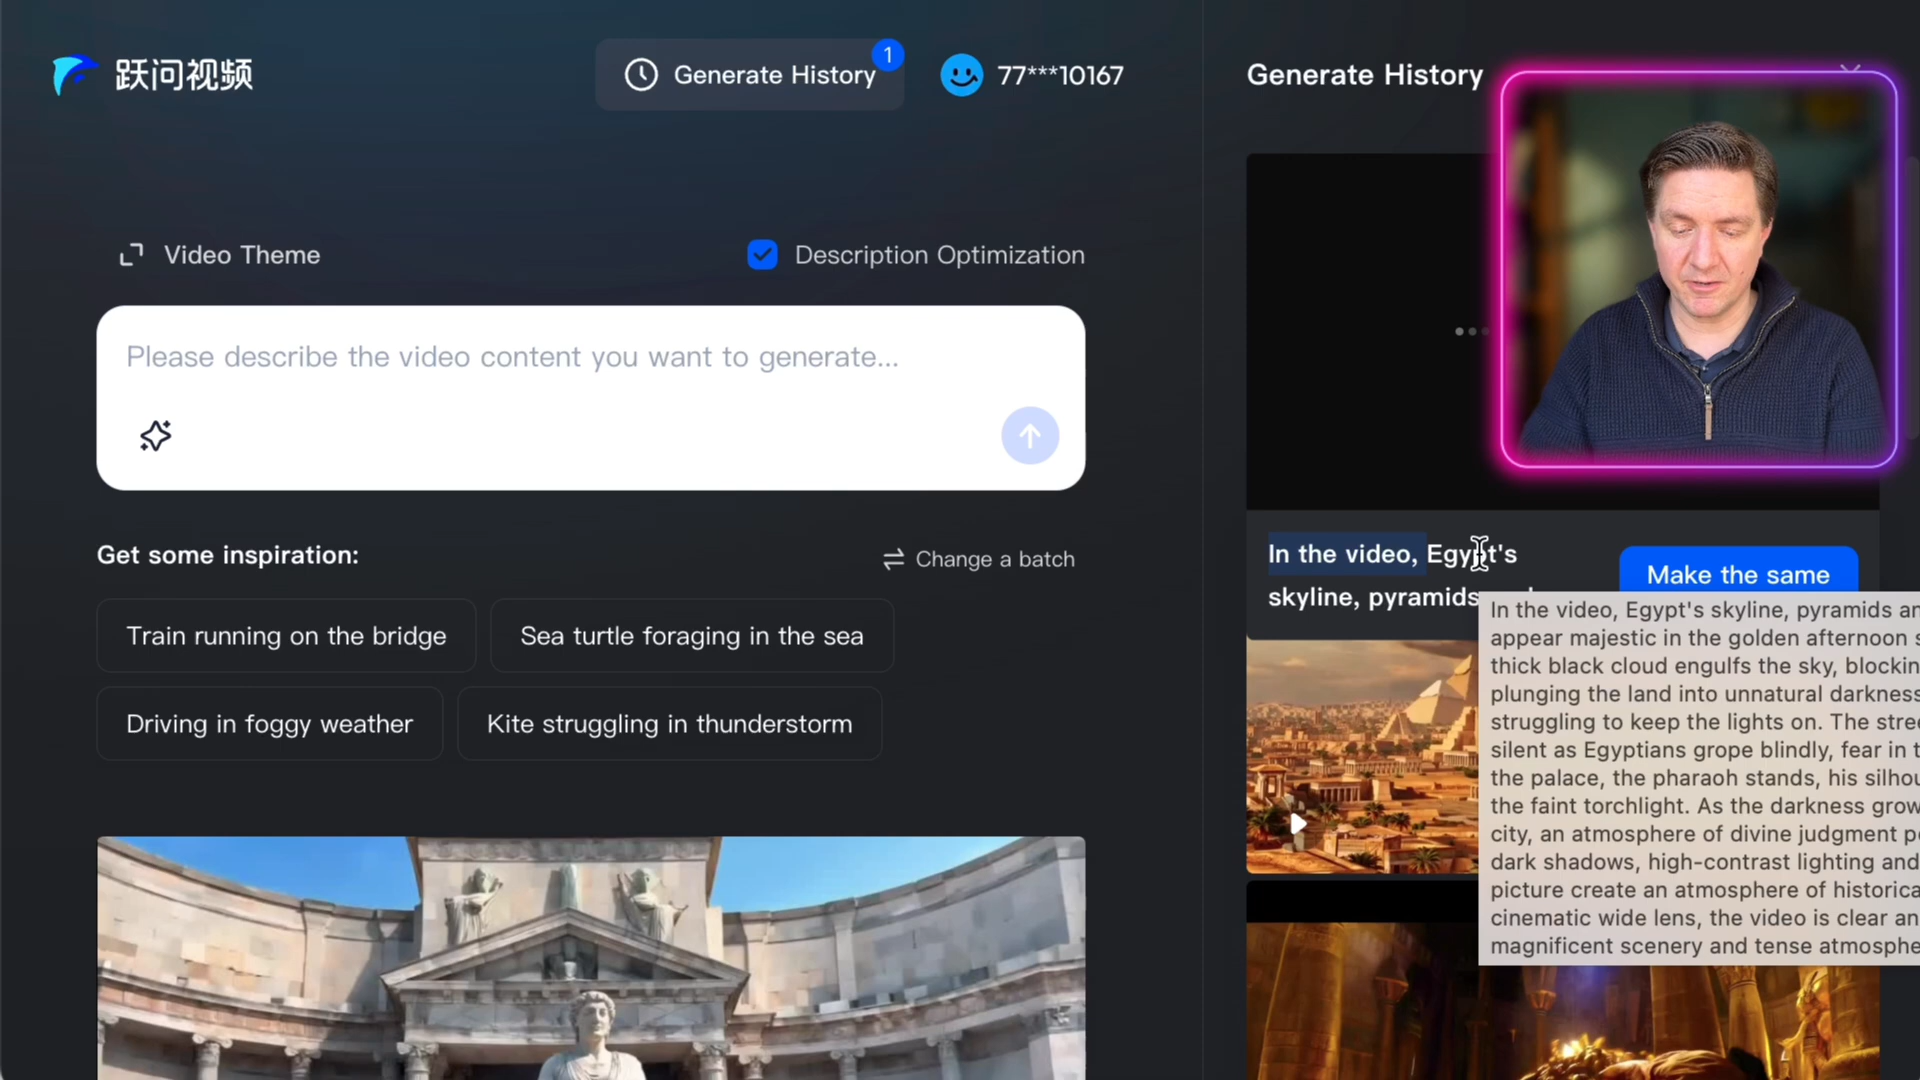 跃问视频
Generate History
1
77***10167
Generate History
Video Theme
Description Optimization
Please describe the video content you want to generate...
Get some inspiration:
Change a batch
Train running on the bridge
Sea turtle foraging in the sea
Driving in foggy weather
Kite struggling in thunderstorm
In the video, Egypt's
skyline, pyramids
Make the same
In the video, Egypt's skyline, pyramids
appear majestic in the golden afternoon
thick black cloud engulfs the sky,
plunging the land into unnatural darkness
struggling to keep the lights on. The
silent as Egyptians grope blindly, fear in
the palace, the pharaoh stands, his
the faint torchlight. As the darkness
city, an atmosphere of divine judgment
dark shadows, high-contrast lighting and
picture create an atmosphere of
cinematic wide lens, the video is clear
magnificent scenery and tense